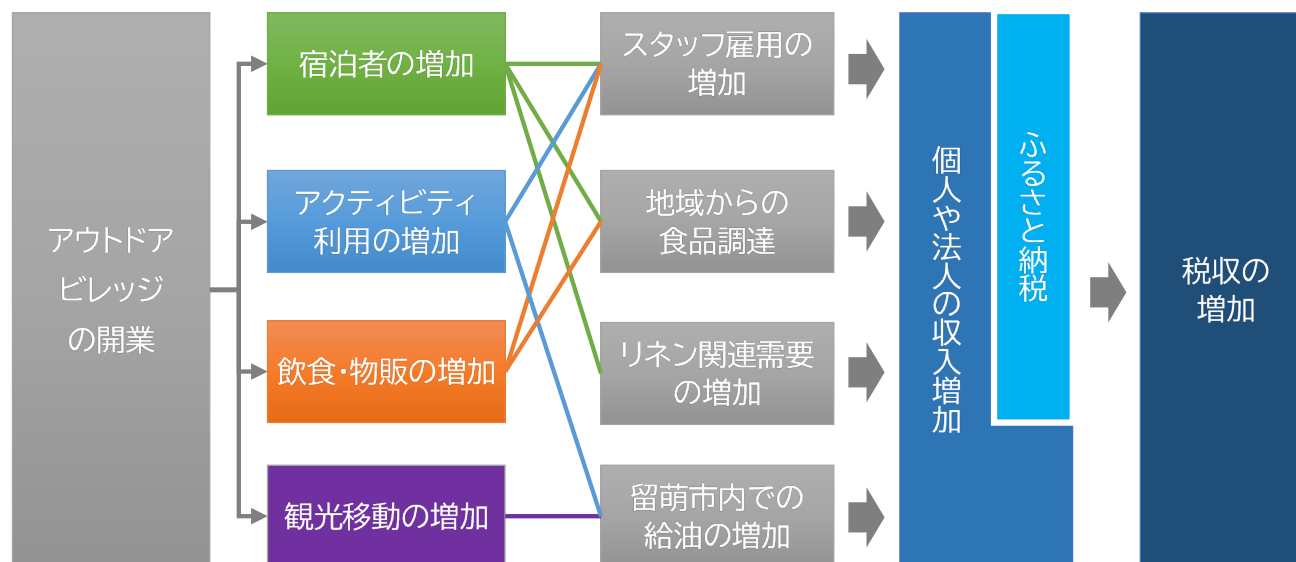 アウトドア
ビレッジ
の開業
宿泊者の増加
アクティビティ
利用の増加
飲食・物販の増加
観光移動の増加
スタッフ雇用の
増加
地域からの
食品調達
リネン関連需要
の増加
留萌市内での
給油の増加
個人や法人の収入増加
ふるさと納税
税収の
増加